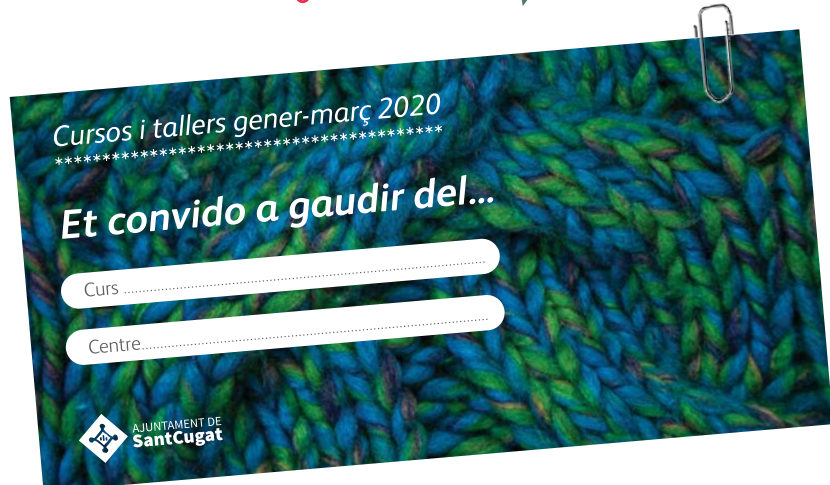 Cursos i tallers gener-març 2020
****************************************
Et convido a gaudir del...
Curs ................................................................................
Centre................................................................................
AJUNTAMENT DE
SantCugat